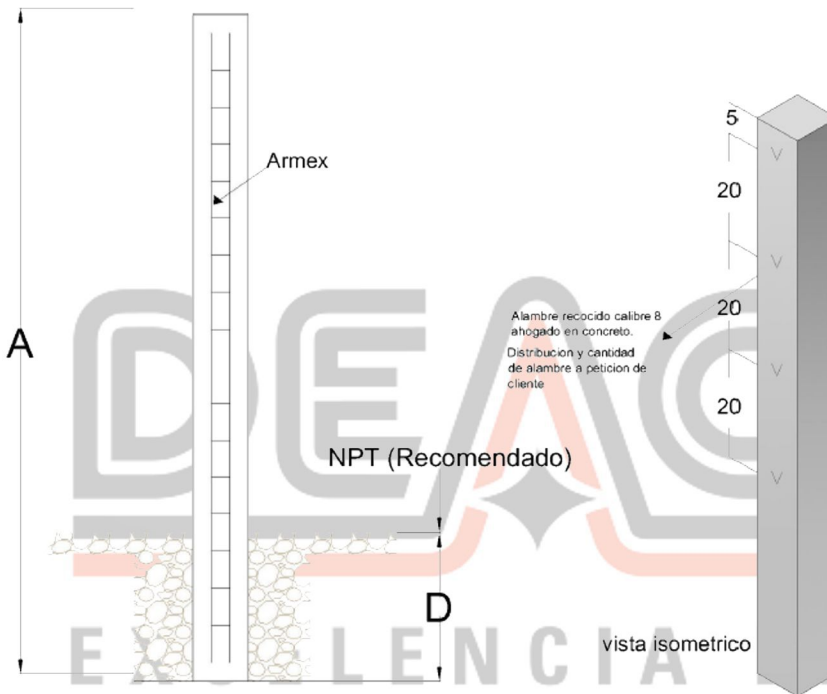 A
Armex
NPT (Recomendado)
D
5
20
20
20
Alambre recocido calibre 8
ahogado en concreto.
Distribucion y cantidad
de alambre a peticion de
cliente
vista isometrico
DEAC
EXCELENCIA